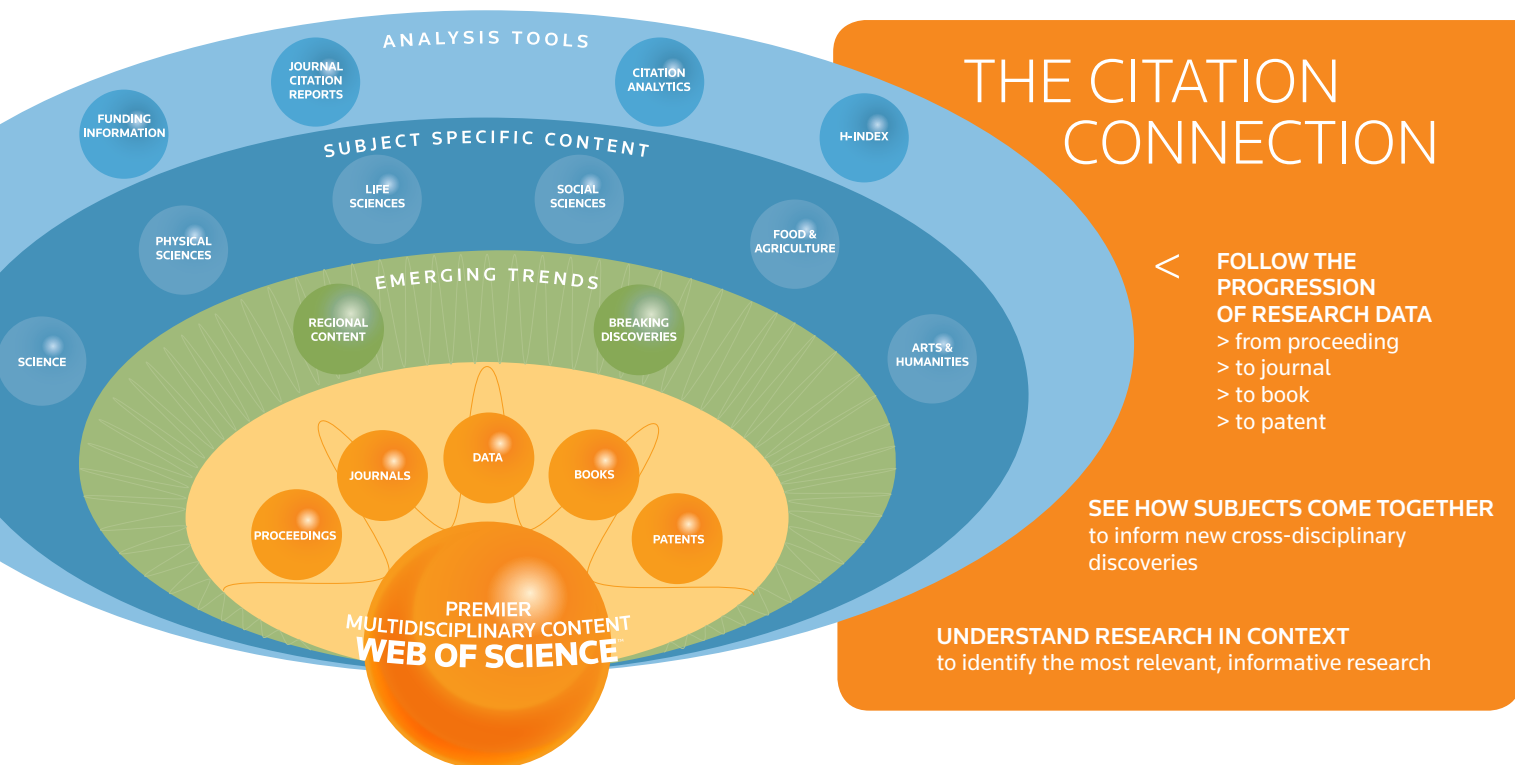 ANALYSIS TOOLS
JOURNAL
CITATION
REPORTS
CITATION
ANALYTICS
FUNDING
INFORMATION
H-INDEX
SUBJECT SPECIFIC CONTENT
LIFE
SCIENCES
SOCIAL
SCIENCES
PHYSICAL
SCIENCES
FOOD &
AGRICULTURE
SCIENCE
ARTS &
HUMANITIES
EMERGING TRENDS
REGIONAL
CONTENT
BREAKING
DISCOVERIES
PROCEEDINGS
JOURNALS
DATA
BOOKS
PATENTS
PREMIER
MULTIDISCIPLINARY CONTENT
WEB OF SCIENCE™
THE CITATION
CONNECTION
<
FOLLOW THE
PROGRESSION
OF RESEARCH DATA
> from proceeding
> to journal
> to book
> to patent
SEE HOW SUBJECTS COME TOGETHER
to inform new cross-disciplinary
discoveries
UNDERSTAND RESEARCH IN CONTEXT
to identify the most relevant, informative research